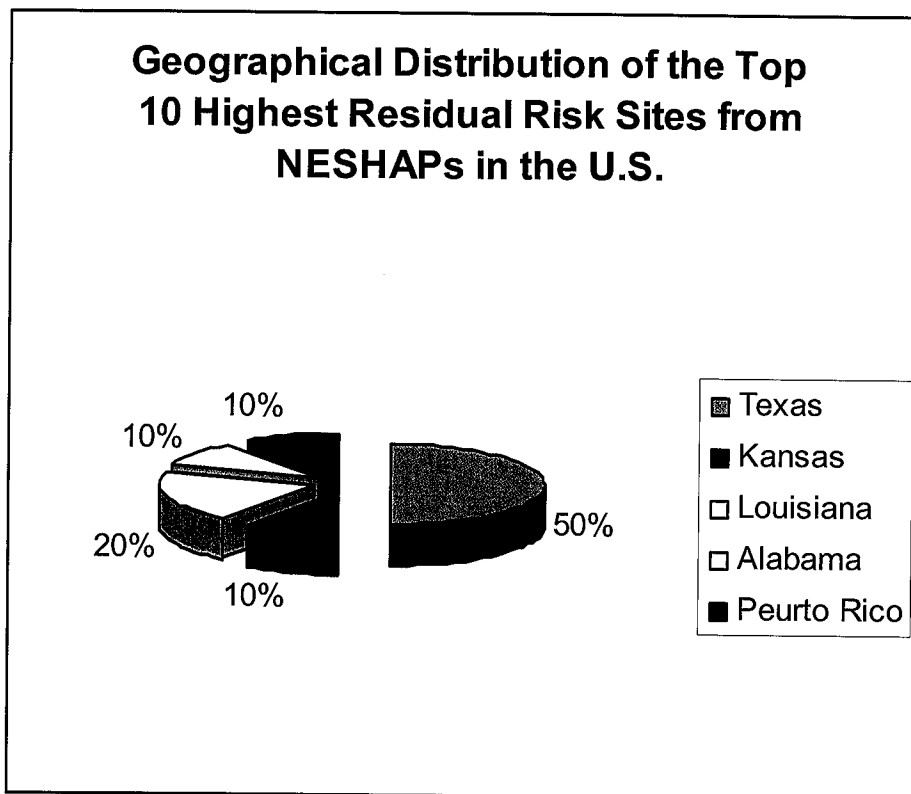 Geographical Distribution of the Top
10 Highest Residual Risk Sites from
NESHAPs in the U.S.
10%
10%
20%
10%
50%
Texas
Kansas
Louisiana
Alabama
Peurto Rico